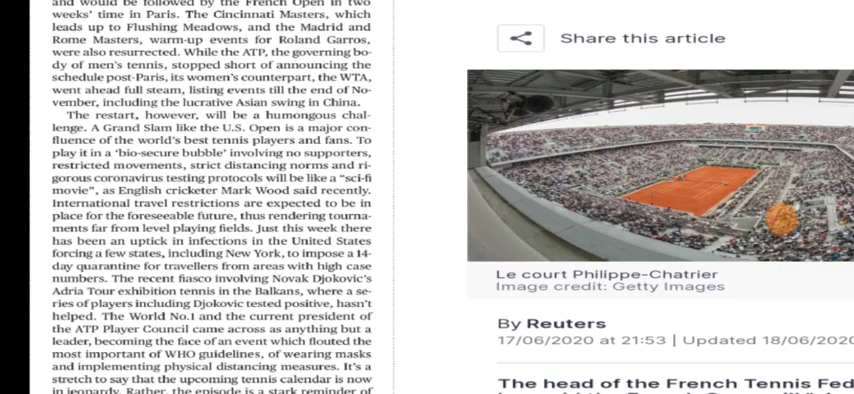 and would be followed by the French Open in two
weeks' time in Paris. The Cincinnati Masters, which
leads up to Flushing Meadows, and the Madrid and
Rome Masters, warm-up events for Roland Garros,
were also resurrected. While the ATP, the governing bo-
dy of men's tennis, stopped short of announcing the
schedule post-Paris, its women's counterpart, the WTA,
went ahead full steam, listing events till the end of No-
vember, including the lucrative Asian swing in China.
The restart, however, will be a humongous chal-
lenge. A Grand Slam like the U.S. Open is a major con-
fluence of the world's best tennis players and fans. To
play it in a 'bio-secure bubble' involving no supporters,
restricted movements, strict distancing norms and ri-
gorous coronavirus testing protocols will be like a "sci-fi
movie", as English cricketer Mark Wood said recently.
International travel restrictions are expected to be in
place for the foreseeable future, thus rendering tourna-
ments far from level playing fields. Just this week there
has been an uptick in infections in the United States
forcing a few states, including New York, to impose a 14-
day quarantine for travellers from areas with high case
numbers. The recent fiasco involving Novak Djokovic's
Adria Tour exhibition tennis in the Balkans, where a se-
ries of players including Djokovic tested positive, hasn't
helped. The World No.1 and the current president of
the ATP Player Council came across as anything but a
leader, becoming the face of an event which flouted the
most important of WHO guidelines, of wearing masks
and implementing physical distancing measures. It's a
stretch to say that the upcoming tennis calendar is now
in jeopardy. Rather, the episode is a stark reminder of
Share this article
Le court Philippe-Chatrier
Image credit: Getty Images
By Reuters
17/06/2020 at 21:53 | Updated 18/06/2020
The head of the French Tennis Fed